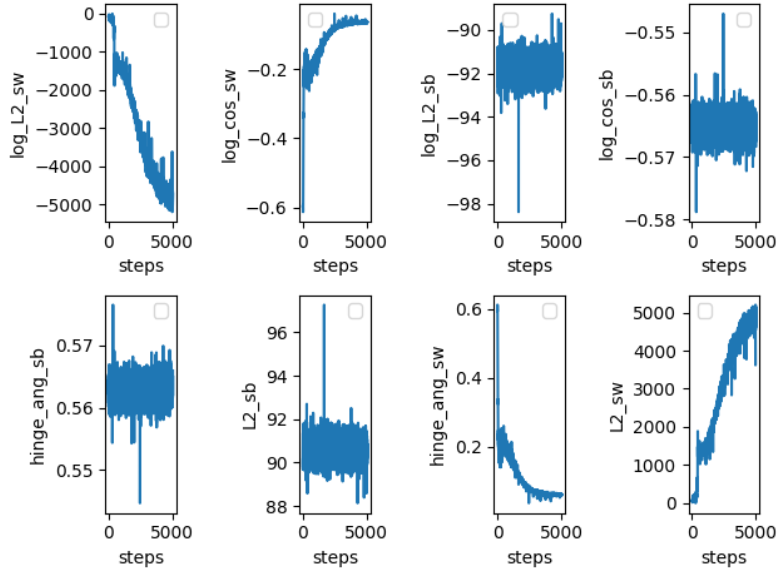 log_L2_sw
0
−1000
−2000
−3000
−4000
−5000
0 5000
steps
log_cos_sw
−0.2
−0.4
−0.6
0 5000
steps
log_L2_sb
−90
−92
−94
−96
−98
0 5000
steps
log_cos_sb
−0.55
−0.56
−0.57
−0.58
0 5000
steps
hinge_ang_sb
0.57
0.56
0.55
0 5000
steps
L2_sb
96
94
92
90
88
0 5000
steps
hinge_ang_sw
0.6
0.4
0.2
0 5000
steps
L2_sw
5000
4000
3000
2000
1000
0
0 5000
steps